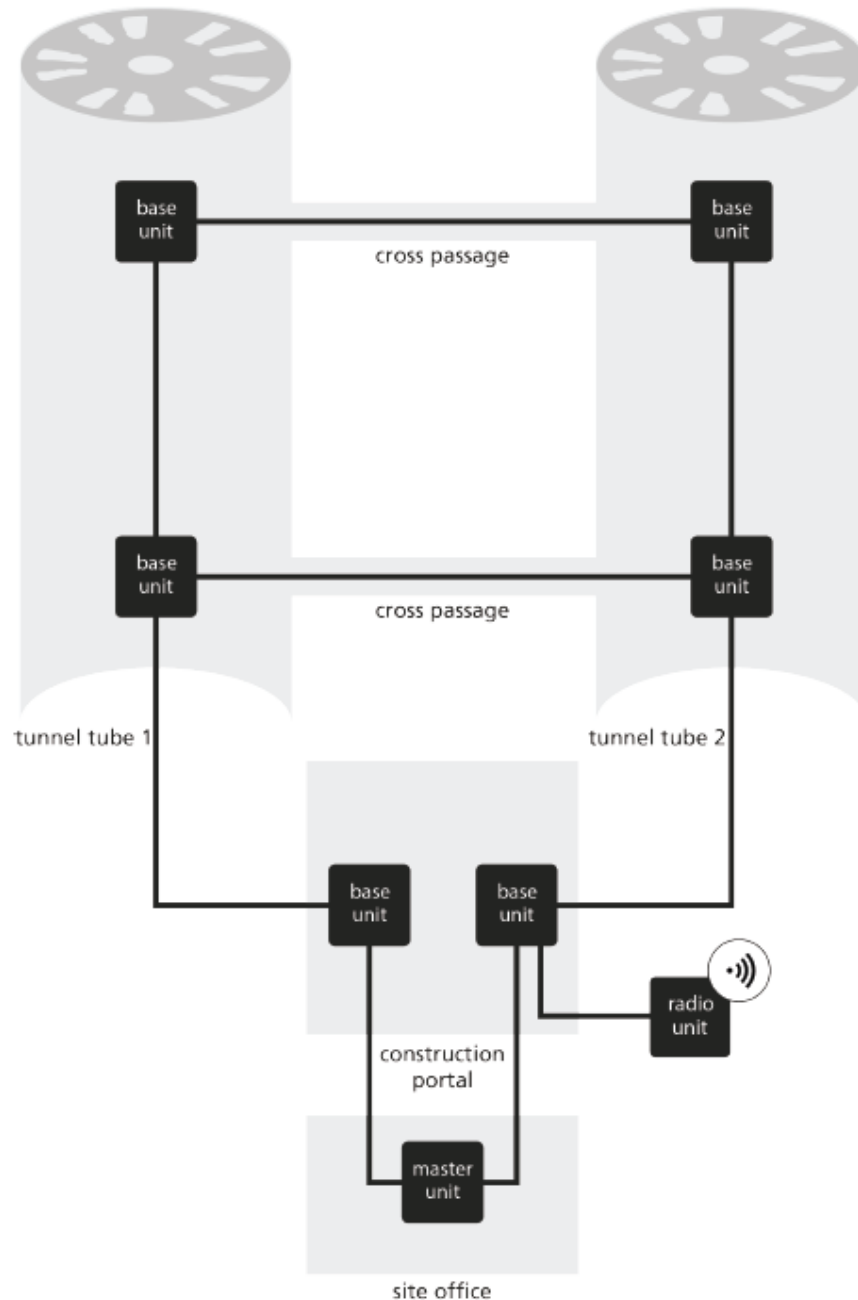 base
unit
base
unit
cross passage
base
unit
base
unit
cross passage
tunnel tube 1
tunnel tube 2
base
unit
base
unit
radio
unit
construction
portal
master
unit
site office